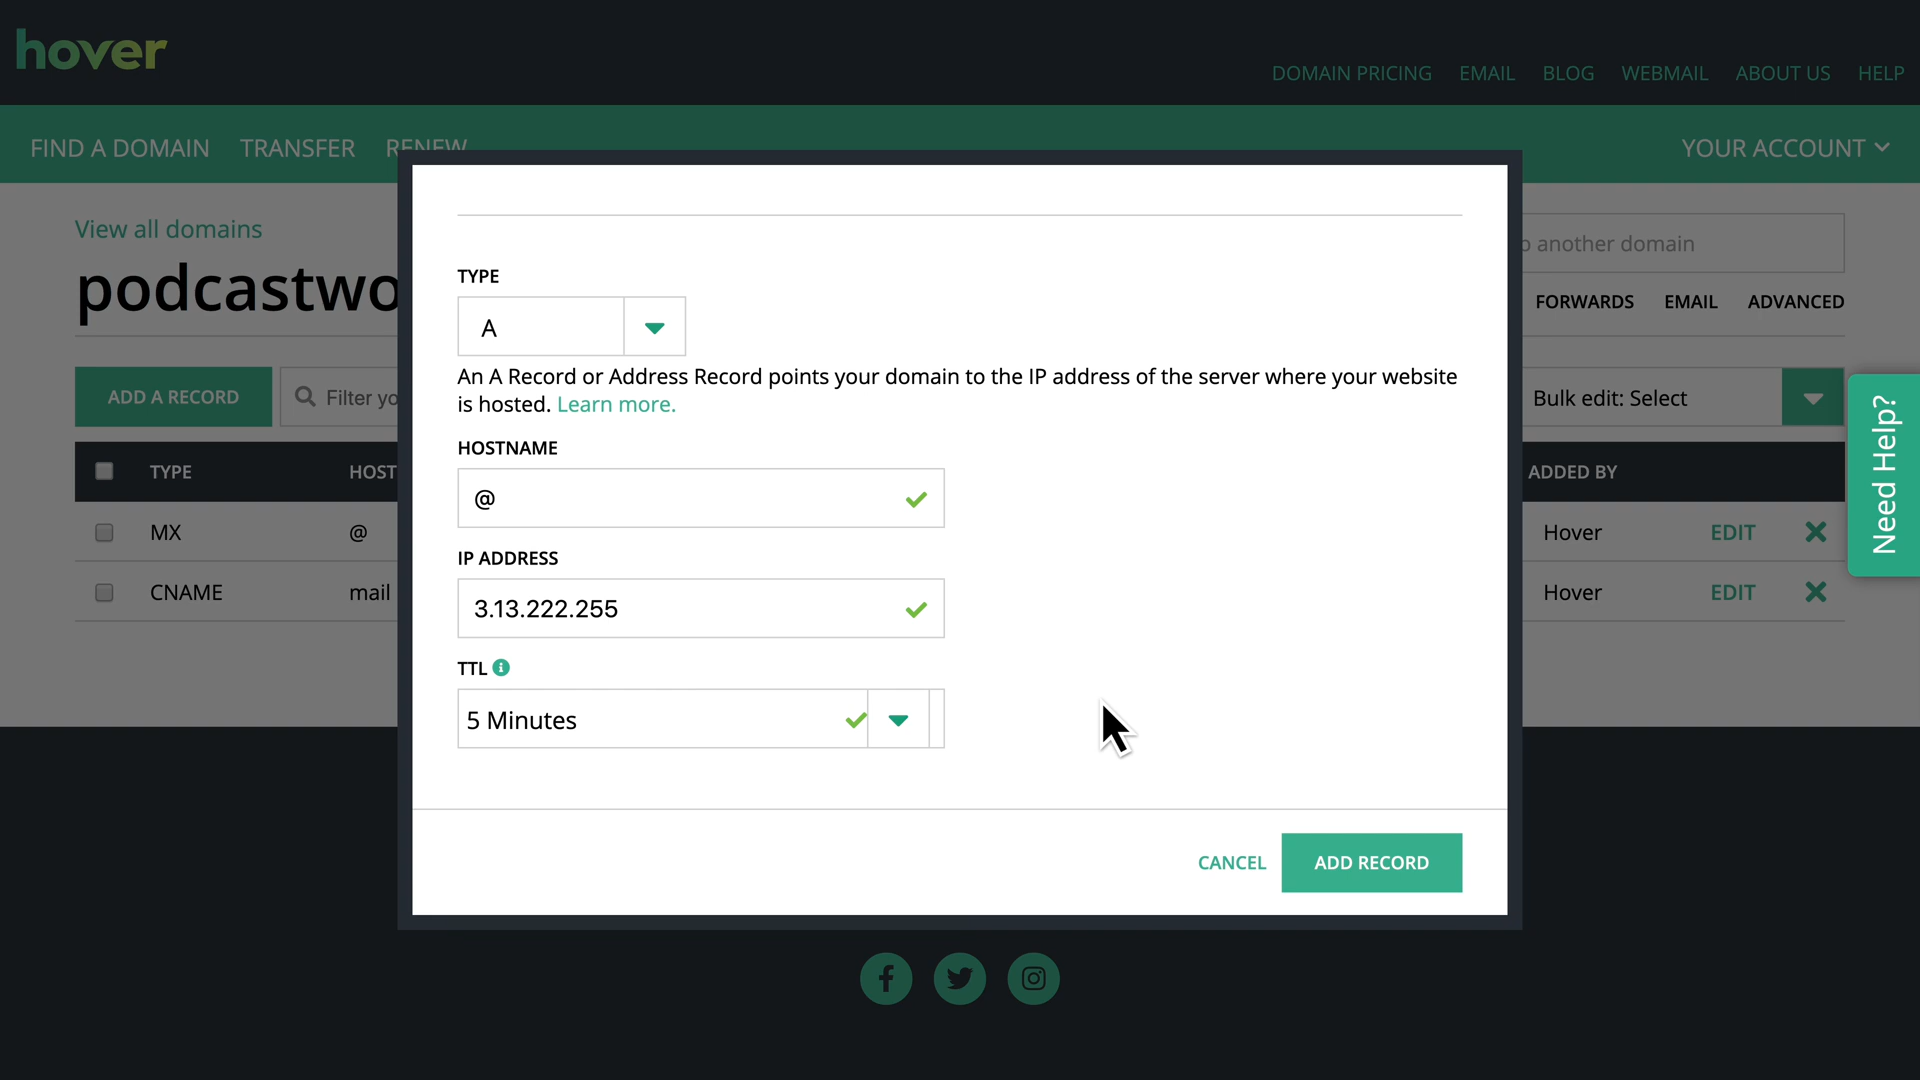 hover
DOMAIN PRICING EMAIL BLOG WEBMAIL ABOUT US HELP
FIND A DOMAIN TRANSFER RENEW YOUR ACCOUNT
View all domains
podcastwo
another domain
FORWARDS EMAIL ADVANCED
ADD A RECORD
Filter yo
Bulk edit: Select
TYPE HOST ADDED BY
MX @ Hover EDIT
CNAME mail Hover EDIT
TYPE
A
An A Record or Address Record points your domain to the IP address of the server where your website
is hosted. Learn more.
HOSTNAME
@
IP ADDRESS
3.13.222.255
TTL
5 Minutes
CANCEL ADD RECORD
Need Help?